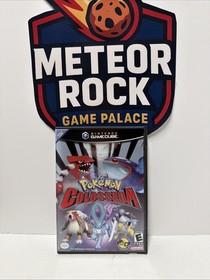 METEOR
ROCK
GAME PALACE
NINTENDO
GAMECUBE
POKéMON
COLOSSEUM
E